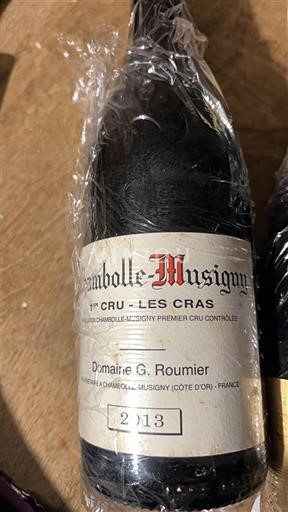 Chambolle-Musigny
1er CRU - LES CRAS
APPELLATION CHAMBOLLE-MUSIGNY PREMIER CRU CONTRÔLÉE
Domaine G. Roumier
PROPRIÉTAIRE A CHAMBOLLE-MUSIGNY (CÔTE D'OR) - FRANCE
2013